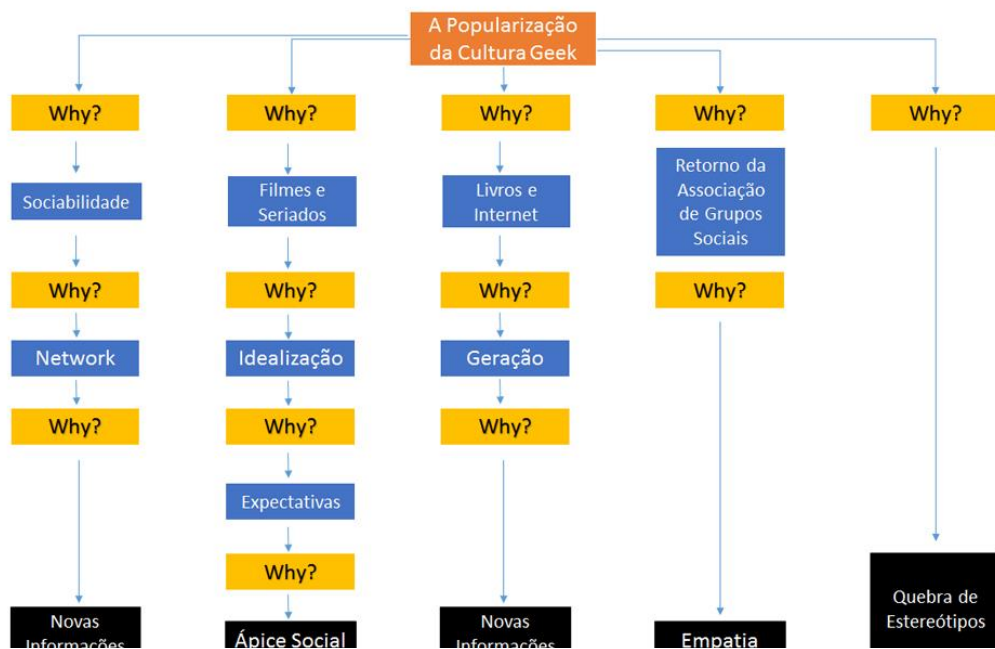 A Popularização
da Cultura Geek
Why?
Why?
Why?
Why?
Why?
Sociabilidade
Filmes e
Seriados
Livros e
Internet
Retorno da
Associação
de Grupos
Sociais
Why?
Why?
Why?
Why?
Network
Idealização
Geração
Why?
Why?
Why?
Expectativas
Why?
Novas
Informações
Ápice Social
Novas
Informações
Empatia
Quebra de
Estereótipos